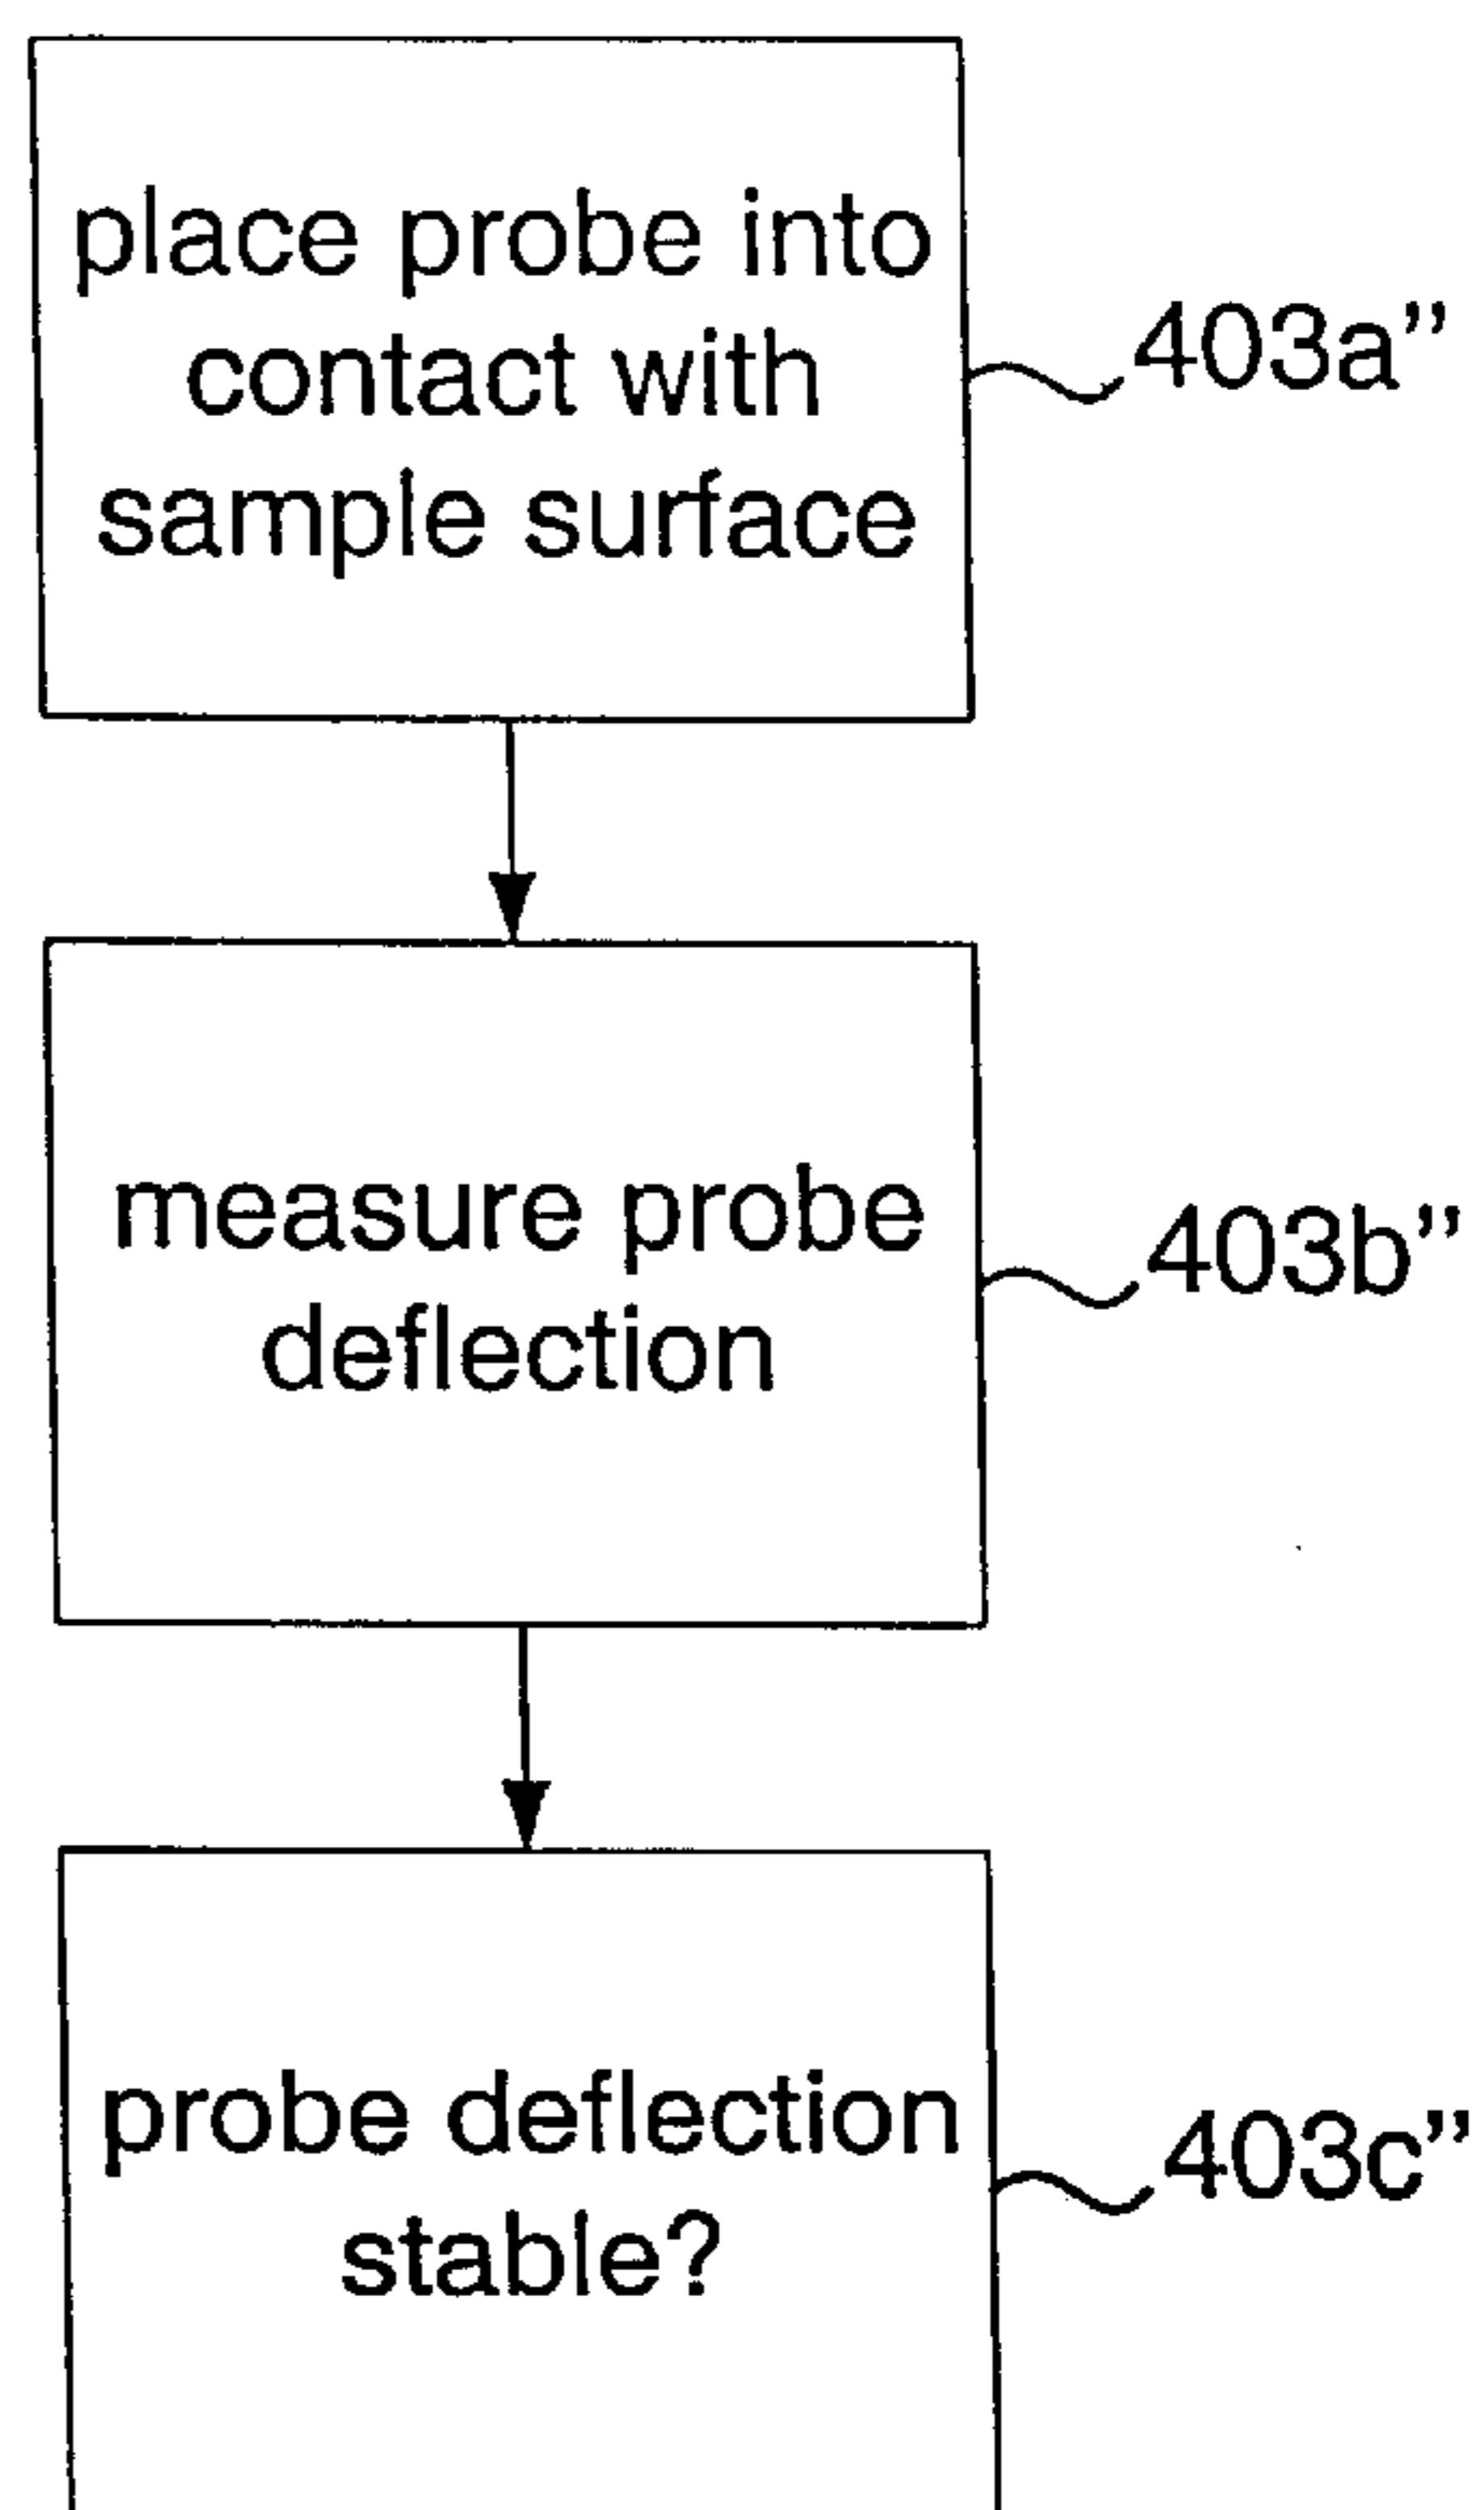 place probe into
contact with
sample surface
403a”
measure probe
deflection
403b”
probe deflection
stable?
403c”